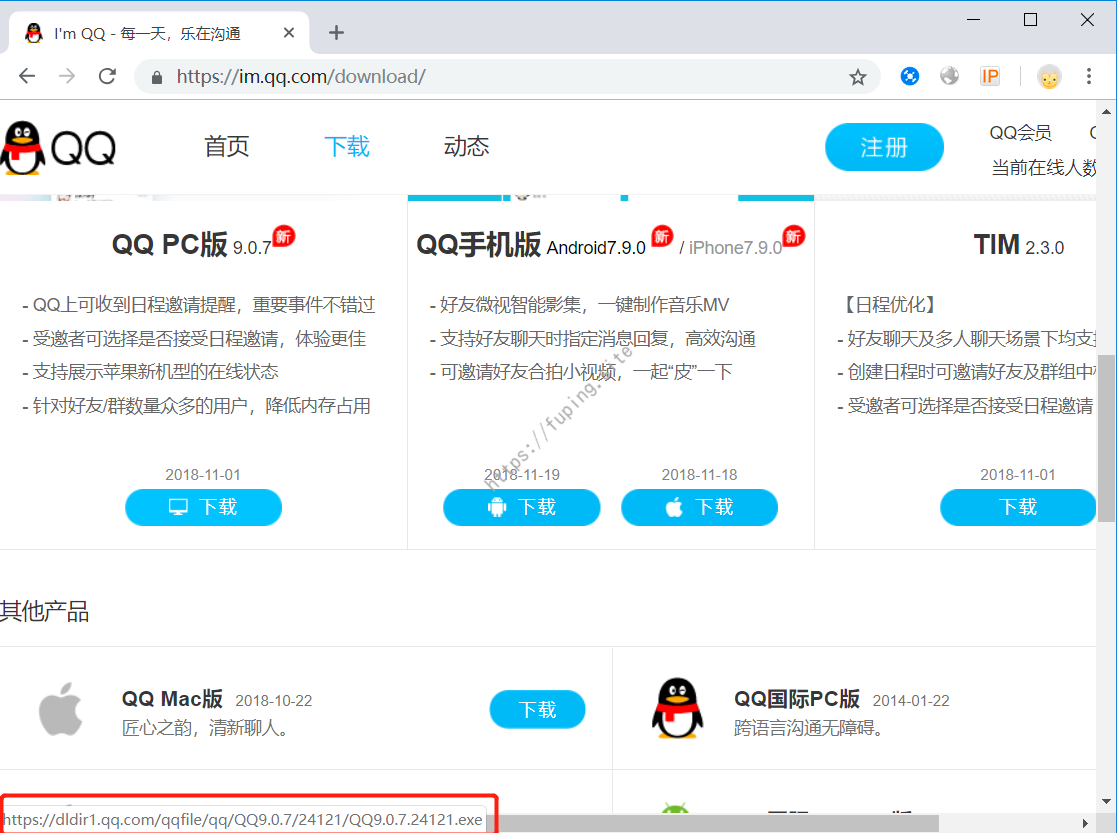 I'm QQ - 每一天，乐在沟通
https://im.qq.com/download/
IP
QQ
首页
下载
动态
注册
QQ会员
当前在线人数
QQ PC版 9.0.7 新
QQ手机版 Android7.9.0 新 / iPhone7.9.0 新
TIM 2.3.0
- QQ上可收到日程邀请提醒，重要事件不错过
- 受邀者可选择是否接受日程邀请，体验更佳
- 支持展示苹果新机型的在线状态
- 针对好友/群数量众多的用户，降低内存占用
- 好友微视智能影集，一键制作音乐MV
- 支持好友聊天时指定消息回复，高效沟通
- 可邀请好友合拍小视频，一起“皮”一下
【日程优化】
- 好友聊天及多人聊天场景下均支
- 创建日程时可邀请好友及群组中
- 受邀者可选择是否接受日程邀请
https://fuping.site
2018-11-01
下载
2018-11-19
下载
2018-11-18
下载
2018-11-01
下载
其他产品
QQ Mac版 2018-10-22
匠心之韵，清新聊人。
下载
QQ国际PC版 2014-01-22
跨语言沟通无障碍。
https://dldir1.qq.com/qqfile/qq/QQ9.0.7/24121/QQ9.0.7.24121.exe